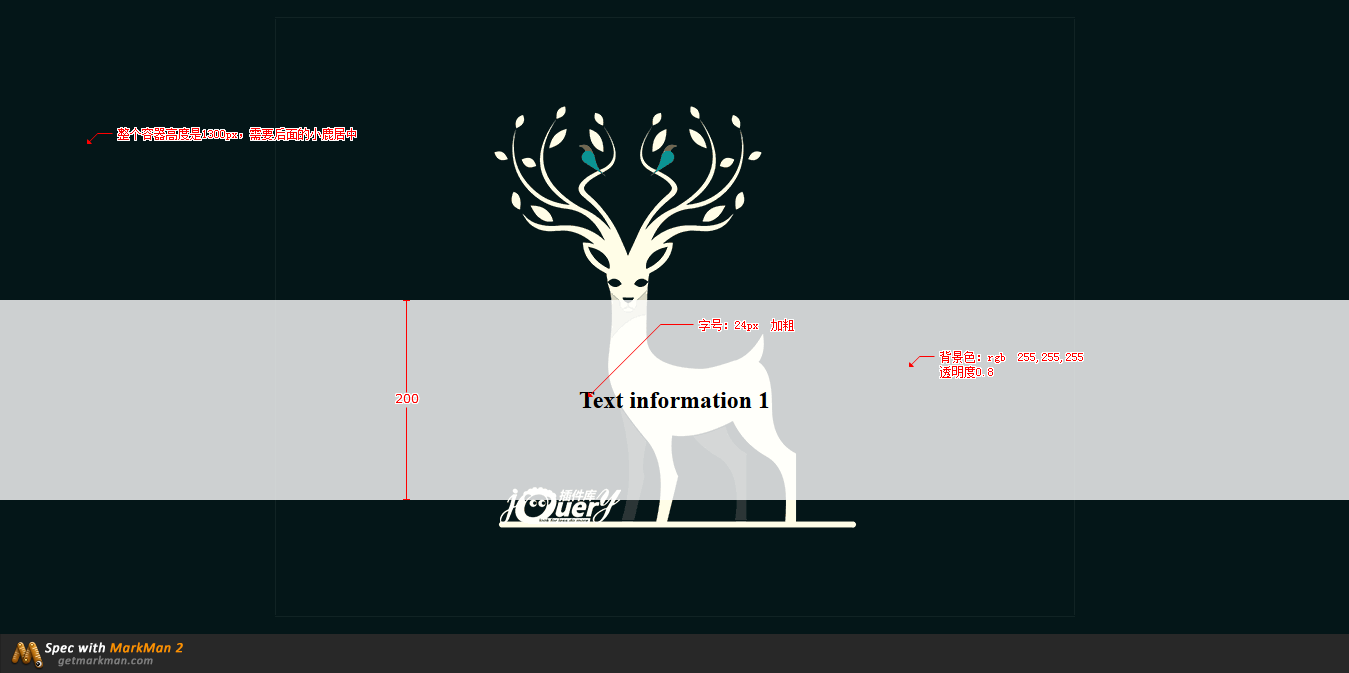 整个容器高度是1300px，需要后面的小鹿居中
字号：24px 加粗
背景色：rgb 255,255,255
透明度0.8
200
Text information 1
jQuery 插件库
Spec with MarkMan 2
getmarkman.com